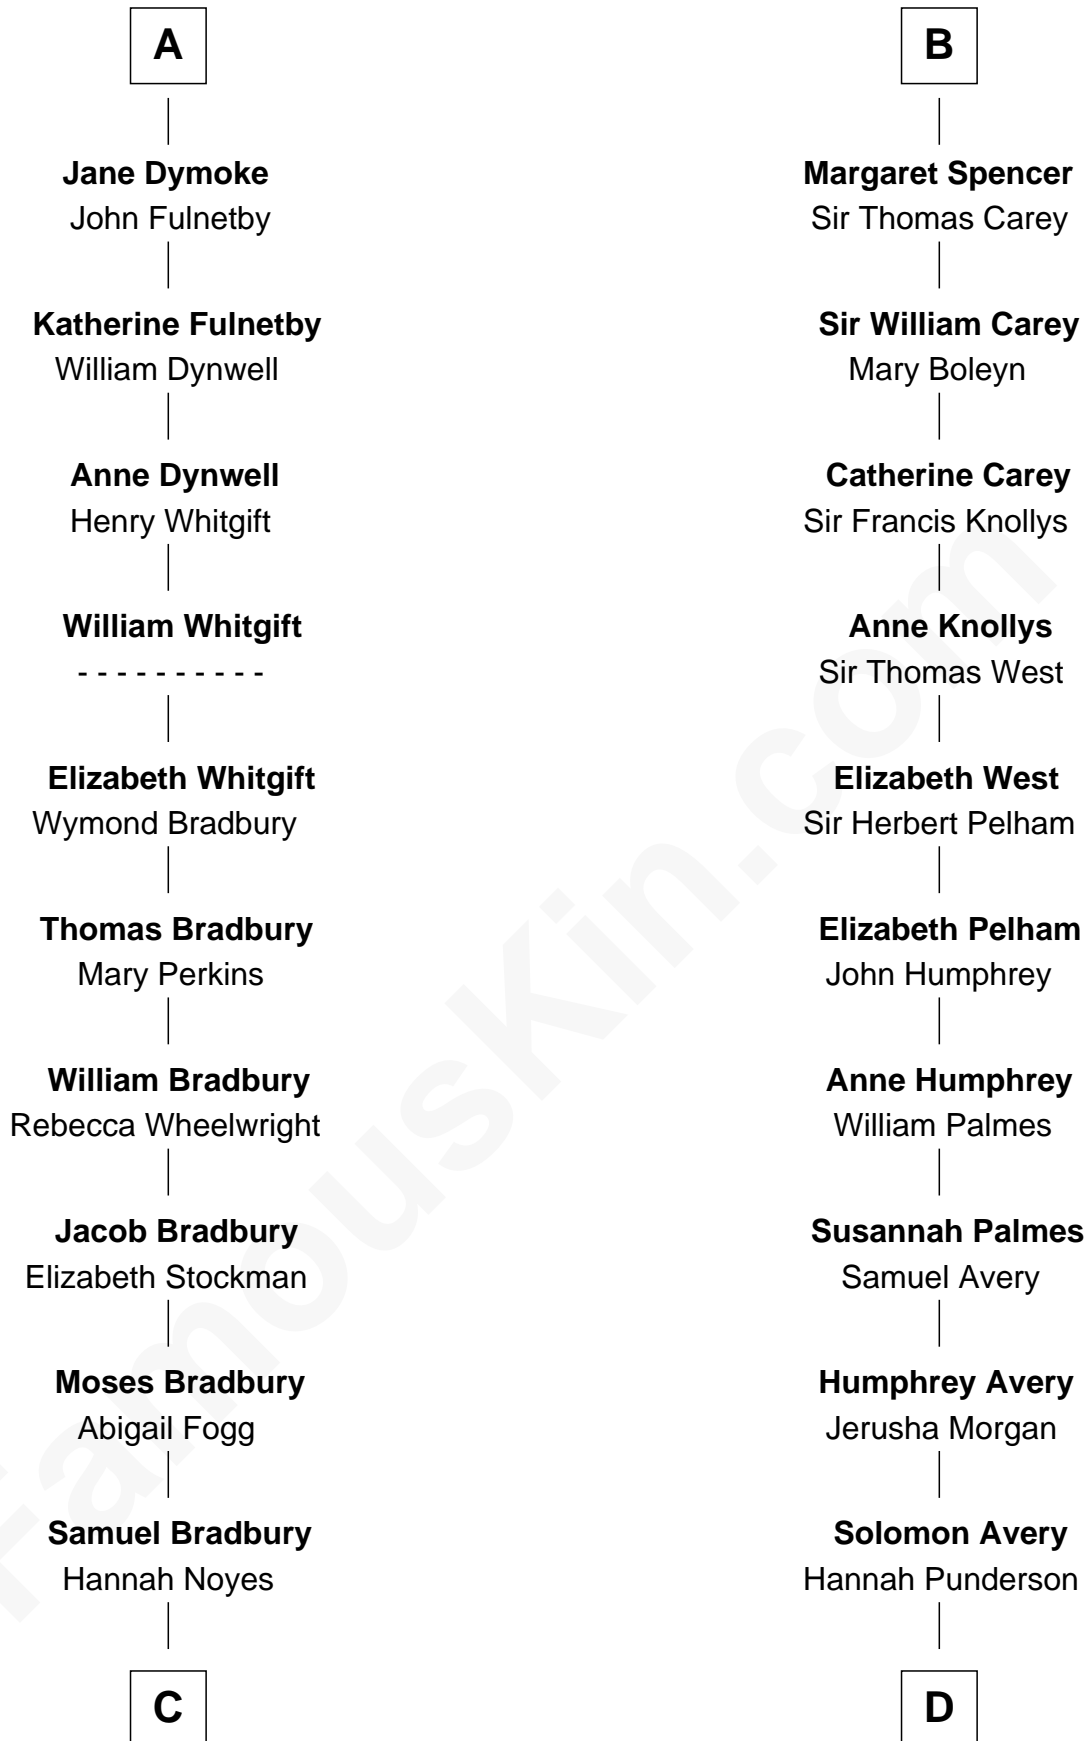 A
Jane Dymoke
John Fulnetby
Katherine Fulnetby
William Dynwell
Anne Dynwell
Henry Whitgift
William Whitgift
- - - - - - - - - -
Elizabeth Whitgift
Wymond Bradbury
Thomas Bradbury
Mary Perkins
William Bradbury
Rebecca Wheelwright
Jacob Bradbury
Elizabeth Stockman
Moses Bradbury
Abigail Fogg
Samuel Bradbury
Hannah Noyes
C
B
Margaret Spencer
Sir Thomas Carey
Sir William Carey
Mary Boleyn
Catherine Carey
Sir Francis Knollys
Anne Knollys
Sir Thomas West
Elizabeth West
Sir Herbert Pelham
Elizabeth Pelham
John Humphrey
Anne Humphrey
William Palmes
Susannah Palmes
Samuel Avery
Humphrey Avery
Jerusha Morgan
Solomon Avery
Hannah Punderson
D
FamousKin.com